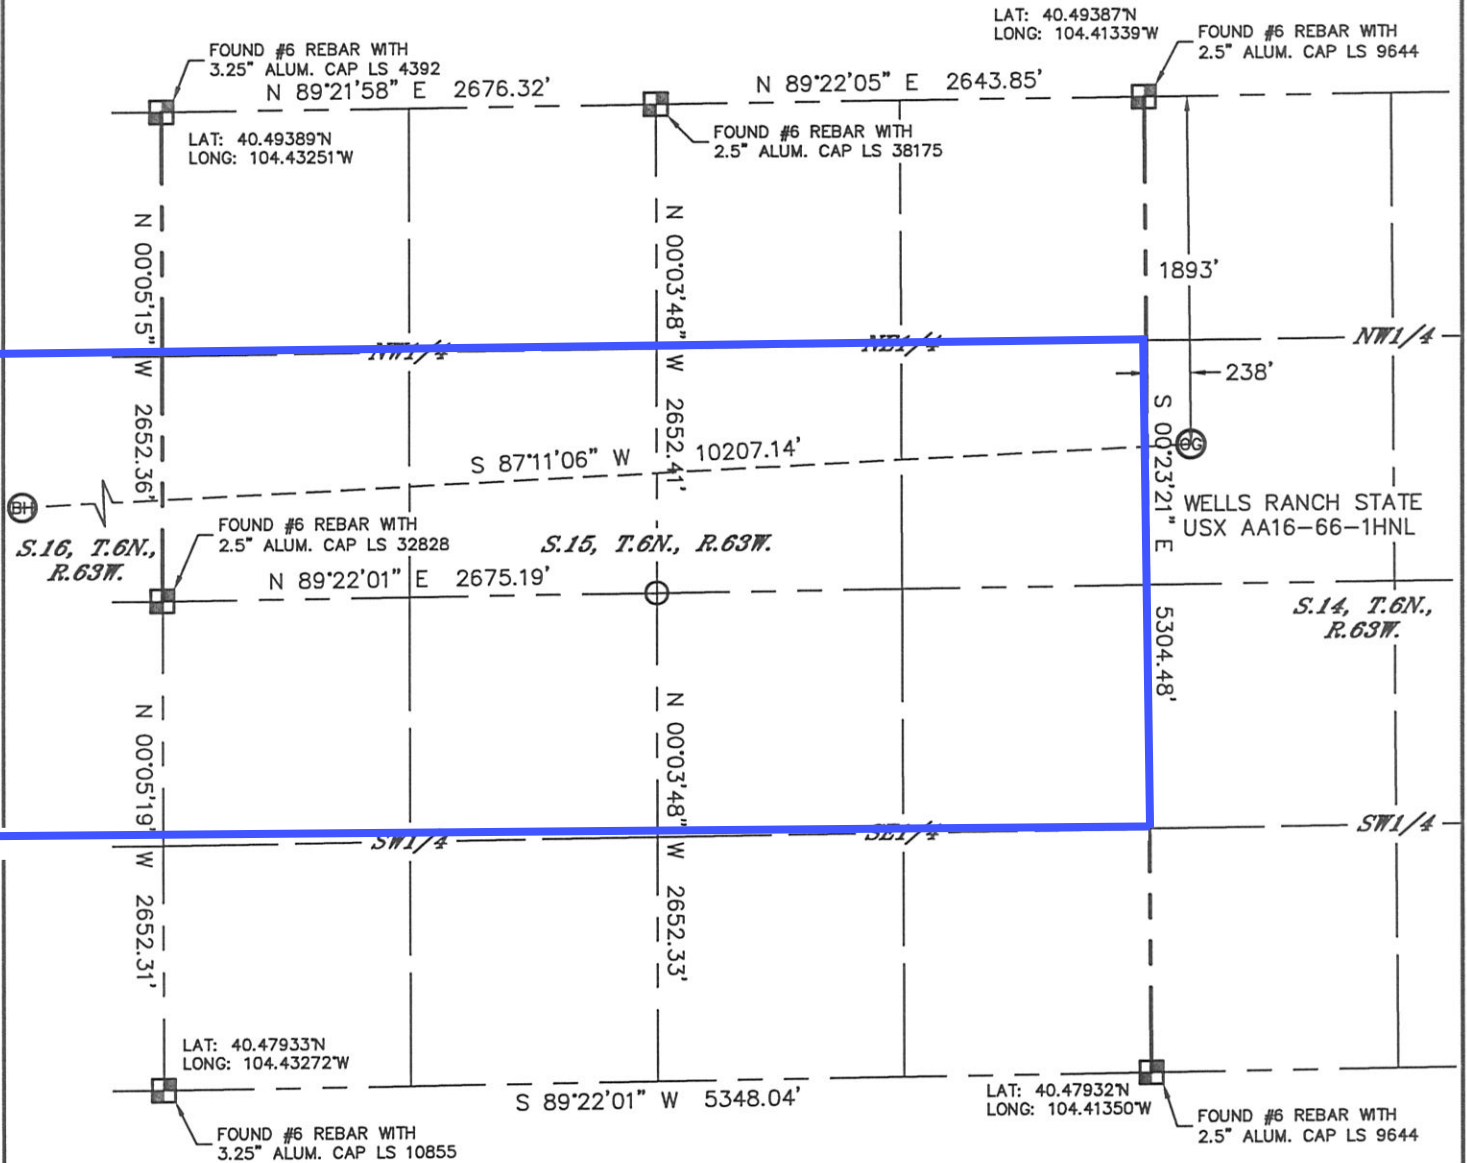 LAT: 40.49387°N
LONG: 104.41339°W
FOUND #6 REBAR WITH
2.5" ALUM. CAP LS 9644
FOUND #6 REBAR WITH
3.25" ALUM. CAP LS 4392
N 89°21'58" E 2676.32'
N 89°22'05" E 2643.85'
LAT: 40.49389°N
LONG: 104.43251°W
FOUND #6 REBAR WITH
2.5" ALUM. CAP LS 38175
N 00°05'15" W 2652.36'
N 00°03'48" W 2652.41'
1893'
NW1/4
NE1/4
NW1/4
238'
S 00°23'21" E 5304.48'
S 87°11'06" W 10207.14'
OG
BH
WELLS RANCH STATE
USX AA16-66-1HNL
FOUND #6 REBAR WITH
2.5" ALUM. CAP LS 32828
S.16, T.6N.,
R.63W.
S.15, T.6N., R.63W.
N 89°22'01" E 2675.19'
S.14, T.6N.,
R.63W.
N 00°05'19" W 2652.31'
N 00°03'48" W 2652.33'
SW1/4
SE1/4
SW1/4
LAT: 40.47933°N
LONG: 104.43272°W
S 89°22'01" W 5348.04'
LAT: 40.47932°N
LONG: 104.41350°W
FOUND #6 REBAR WITH
2.5" ALUM. CAP LS 9644
FOUND #6 REBAR WITH
3.25" ALUM. CAP LS 10855